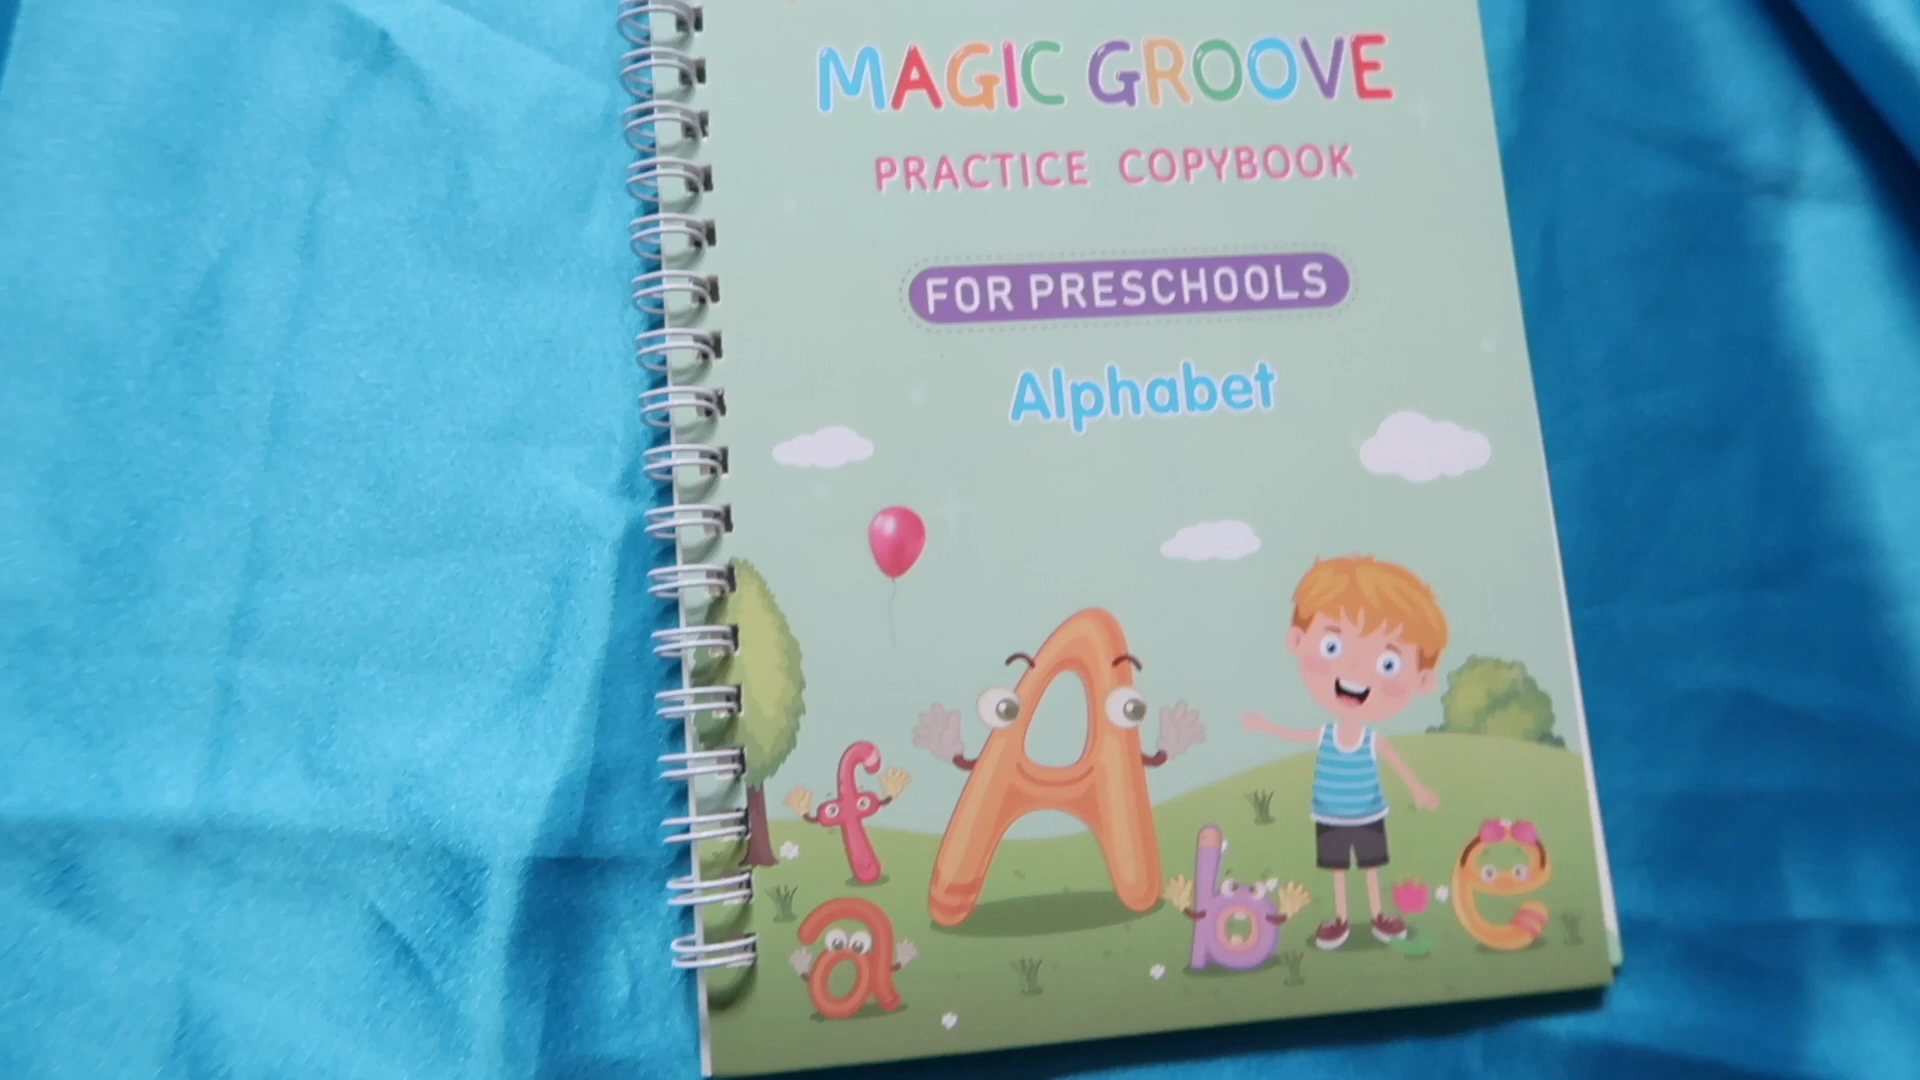 MAGIC GROOVE
PRACTICE COPYBOOK
FOR PRESCHOOLS
Alphabet
f
A
a
b
e